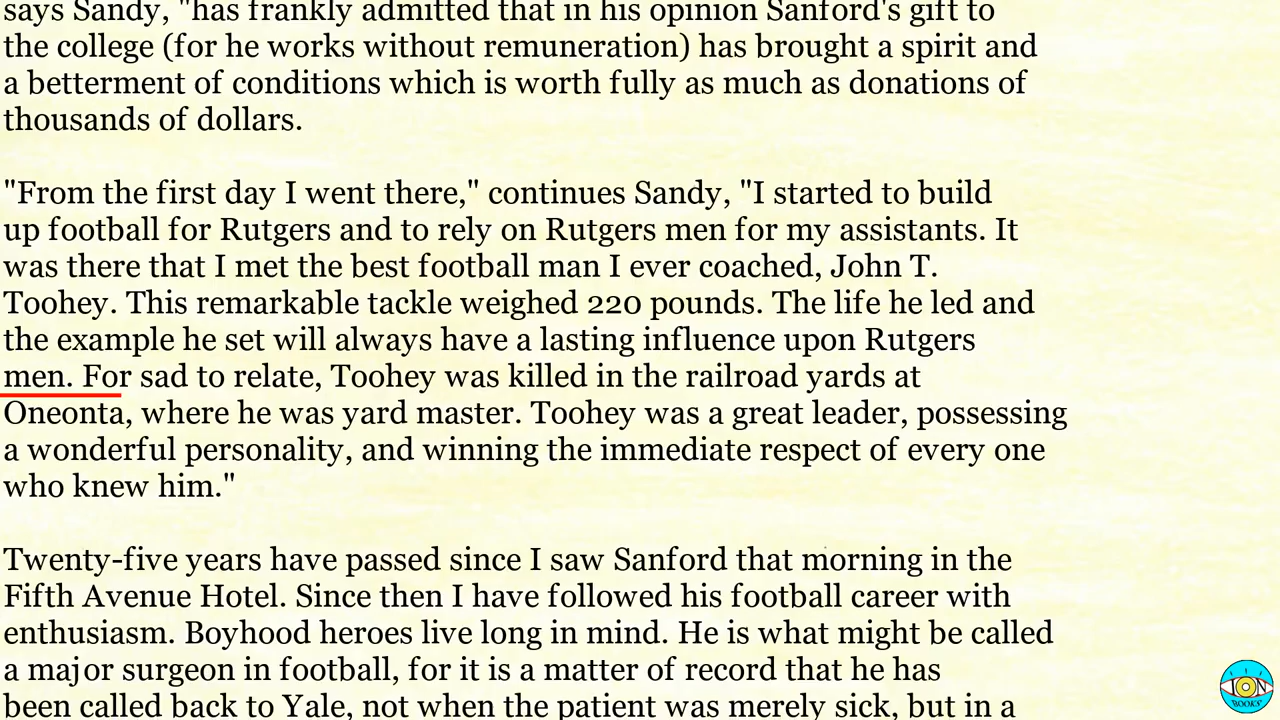 says Sandy, "has frankly admitted that in his opinion Sanford's gift to
the college (for he works without remuneration) has brought a spirit and
a betterment of conditions which is worth fully as much as donations of
thousands of dollars.
"From the first day I went there," continues Sandy, "I started to build
up football for Rutgers and to rely on Rutgers men for my assistants. It
was there that I met the best football man I ever coached, John T.
Toohey. This remarkable tackle weighed 220 pounds. The life he led and
the example he set will always have a lasting influence upon Rutgers
men. For sad to relate, Toohey was killed in the railroad yards at
Oneonta, where he was yard master. Toohey was a great leader, possessing
a wonderful personality, and winning the immediate respect of every one
who knew him."
Twenty-five years have passed since I saw Sanford that morning in the
Fifth Avenue Hotel. Since then I have followed his football career with
enthusiasm. Boyhood heroes live long in mind. He is what might be called
a major surgeon in football, for it is a matter of record that he has
been called back to Yale, not when the patient was merely sick, but in a
ION
BOOKS